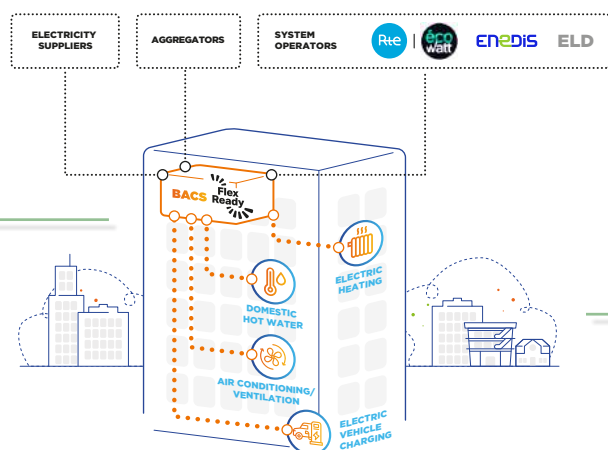 ELECTRICITY
SUPPLIERS
AGGREGATORS
SYSTEM
OPERATORS
Rte
éco
watt
ENEDIS
ELD
BACS
Flex
Ready
ELECTRIC
HEATING
DOMESTIC
HOT WATER
AIR CONDITIONING/
VENTILATION
ELECTRIC
VEHICLE
CHARGING